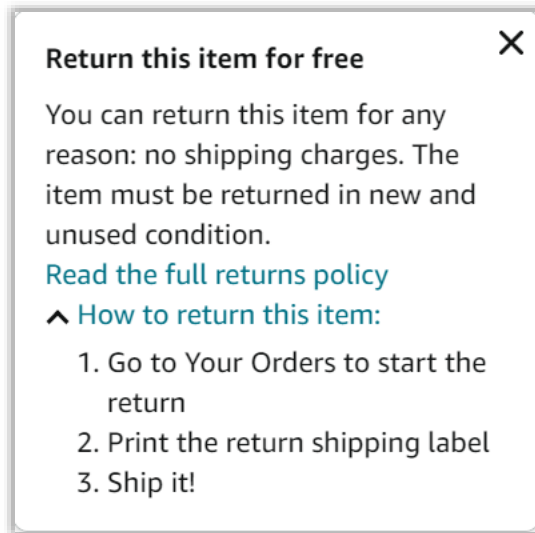 Return this item for free
You can return this item for any
reason: no shipping charges. The
item must be returned in new and
unused condition.
Read the full returns policy
How to return this item:
1. Go to Your Orders to start the
return
2. Print the return shipping label
3. Ship it!